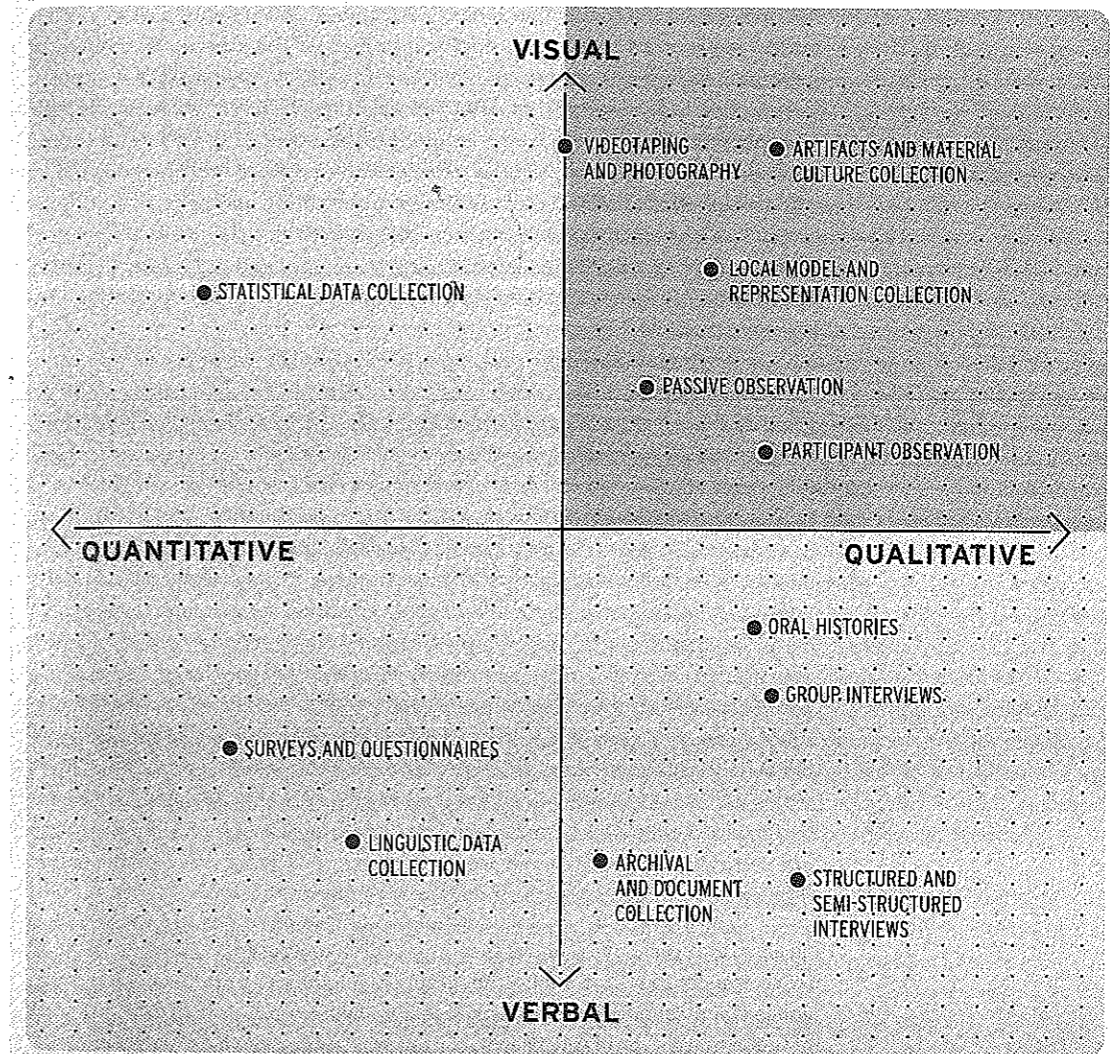 VISUAL
VIDEOTAPING
AND PHOTOGRAPHY
ARTIFACTS AND MATERIAL
CULTURE COLLECTION
LOCAL MODEL AND
REPRESENTATION COLLECTION
STATISTICAL DATA COLLECTION
PASSIVE OBSERVATION
PARTICIPANT OBSERVATION
QUANTITATIVE
QUALITATIVE
ORAL HISTORIES
GROUP INTERVIEWS
SURVEYS AND QUESTIONNAIRES
LINGUISTIC DATA
COLLECTION
ARCHIVAL
AND DOCUMENT
COLLECTION
STRUCTURED AND
SEMI-STRUCTURED
INTERVIEWS
VERBAL